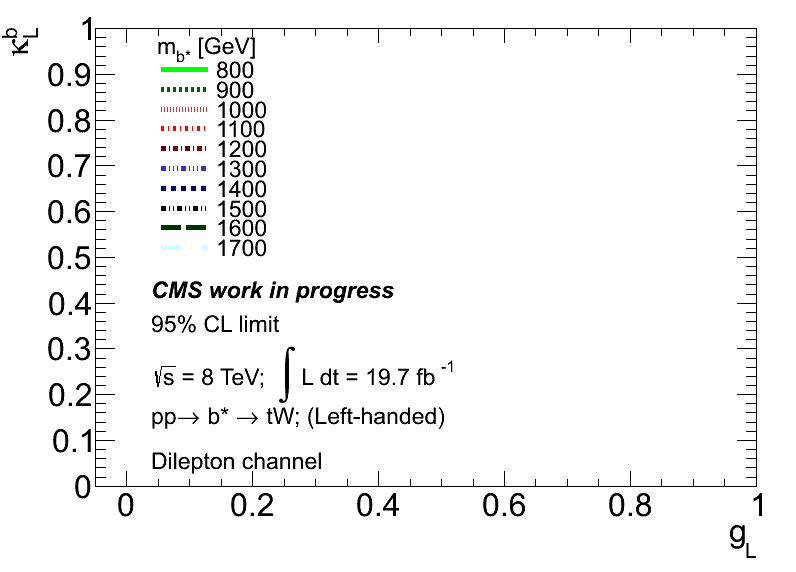 κ_L^b
1
0.9
0.8
0.7
0.6
0.5
0.4
0.3
0.2
0.1
0
m_b* [GeV]
800
900
1000
1100
1200
1300
1400
1500
1600
1700
CMS work in progress
95% CL limit
√s = 8 TeV; ∫ L dt = 19.7 fb⁻¹
pp→ b* → tW; (Left-handed)
Dilepton channel
0 0.2 0.4 0.6 0.8 1
g_L